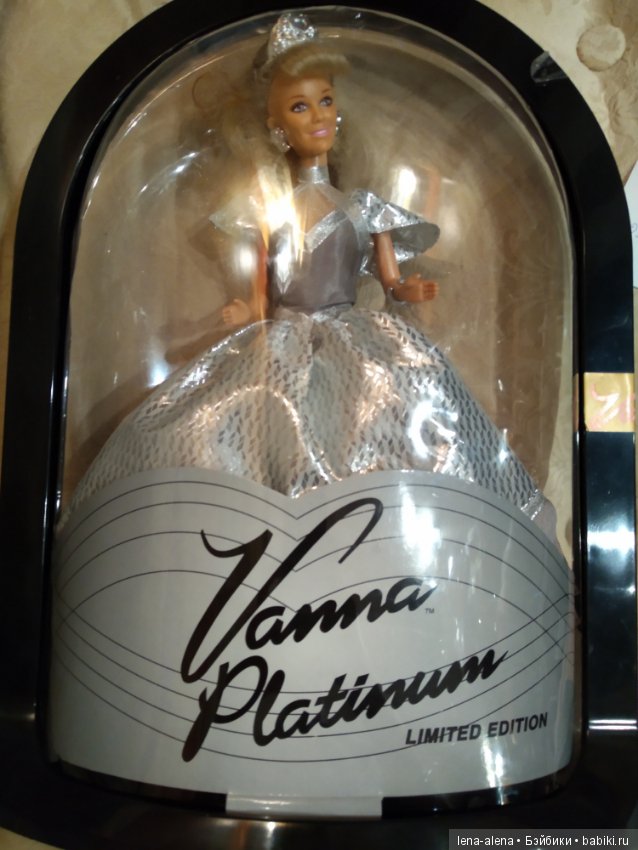 Vanna™
Platinum
LIMITED EDITION
lena-alena • Бэйбики • babiki.ru